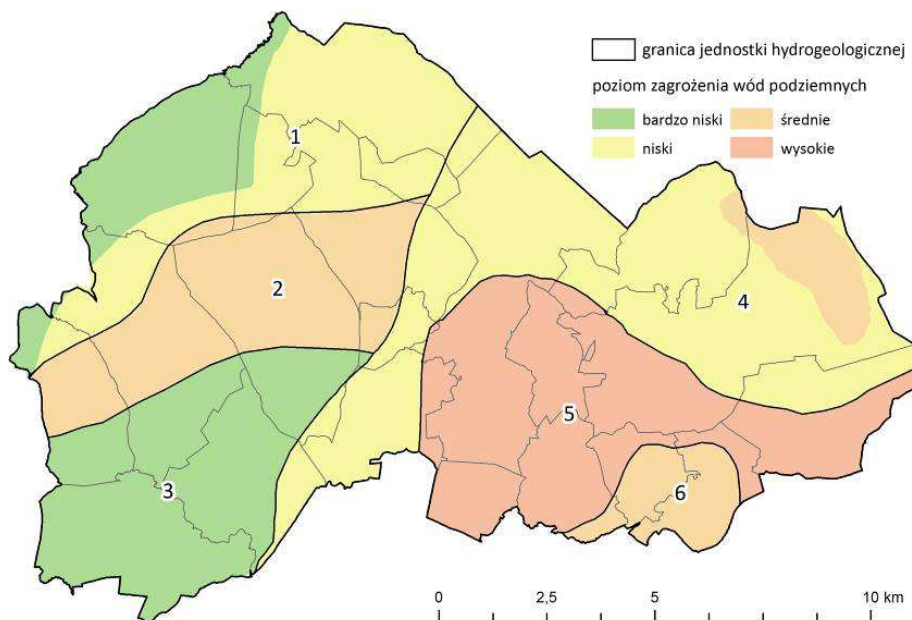 granica jednostki hydrogeologicznej
poziom zagrożenia wód podziemnych
bardzo niski
średnie
niski
wysokie
1
2
3
4
5
6
0
2,5
5
10 km